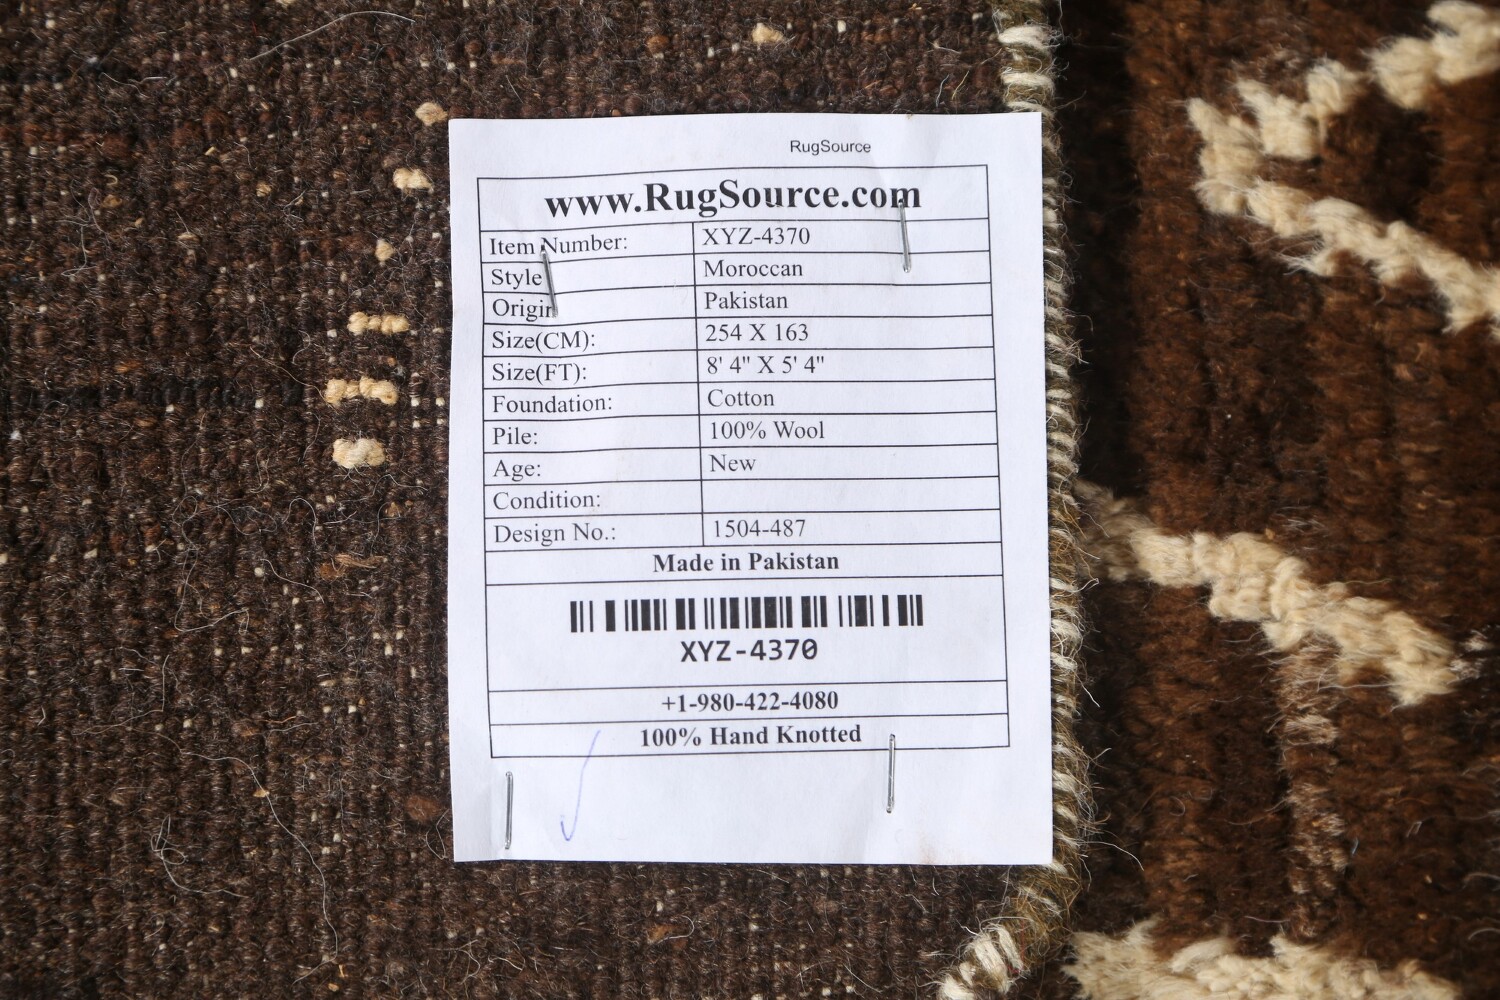 RugSource
www.RugSource.com
Item Number: XYZ-4370
Style Moroccan
Origin Pakistan
Size(CM): 254 X 163
Size(FT): 8' 4" X 5' 4"
Foundation: Cotton
Pile: 100% Wool
Age: New
Condition:
Design No.: 1504-487
Made in Pakistan
XYZ-4370
+1-980-422-4080
100% Hand Knotted